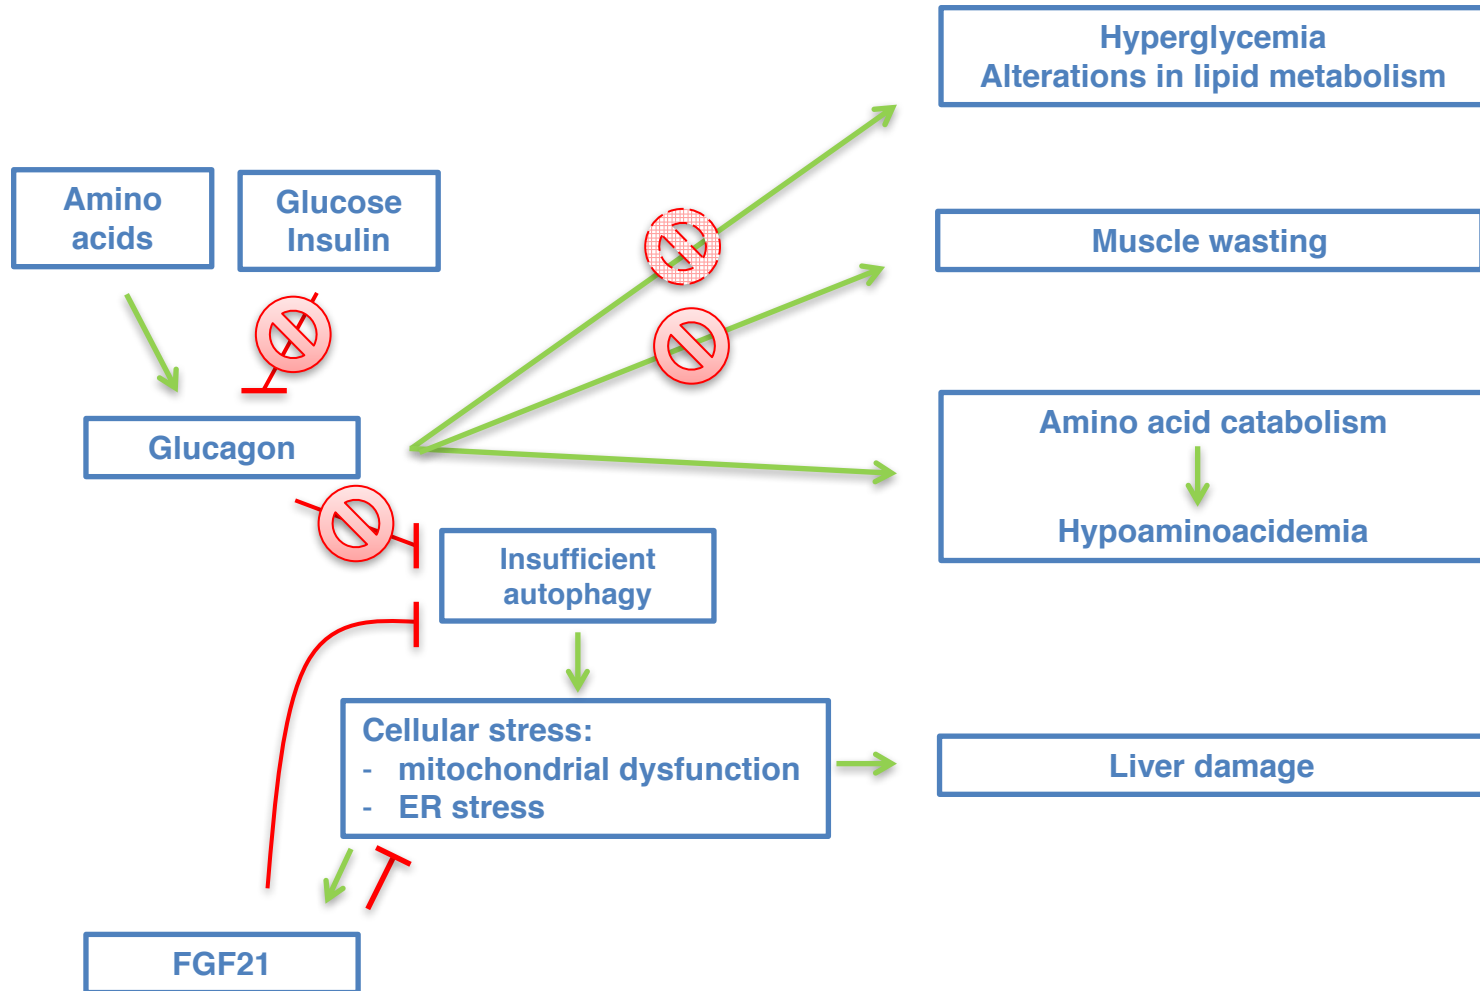 Hyperglycemia
Alterations in lipid metabolism
Amino
acids
Glucose
Insulin
Muscle wasting
Glucagon
Amino acid catabolism
Hypoaminoacidemia
Insufficient
autophagy
Cellular stress:
- mitochondrial dysfunction
- ER stress
Liver damage
FGF21